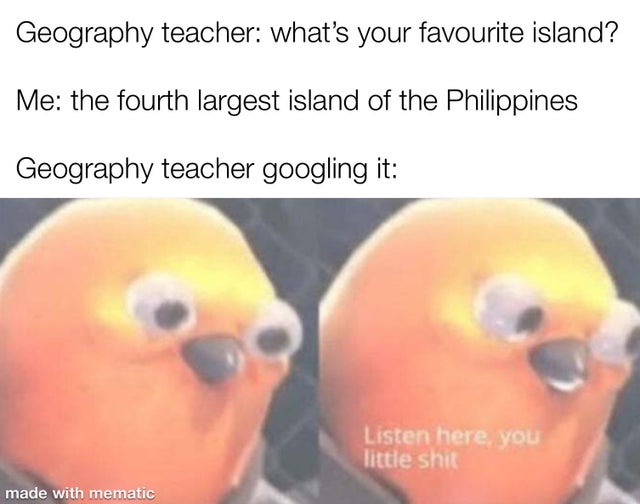 Geography teacher: what's your favourite island?
Me: the fourth largest island of the Philippines
Geography teacher googling it:
Listen here, you
little shit
made with mematic